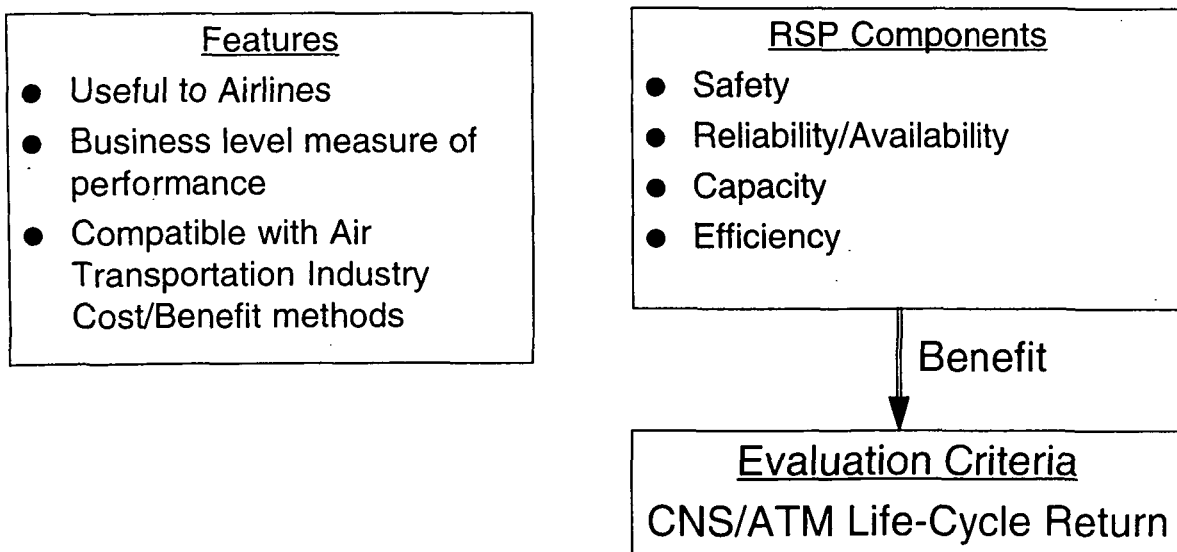 Features
● Useful to Airlines
● Business level measure of
performance
● Compatible with Air
Transportation Industry
Cost/Benefit methods
RSP Components
● Safety
● Reliability/Availability
● Capacity
● Efficiency
Benefit
Evaluation Criteria
CNS/ATM Life-Cycle Return